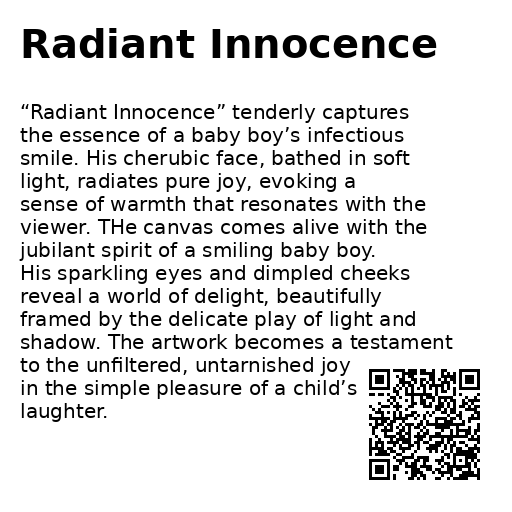 Radiant Innocence
“Radiant Innocence” tenderly captures
the essence of a baby boy’s infectious
smile. His cherubic face, bathed in soft
light, radiates pure joy, evoking a
sense of warmth that resonates with the
viewer. THe canvas comes alive with the
jubilant spirit of a smiling baby boy.
His sparkling eyes and dimpled cheeks
reveal a world of delight, beautifully
framed by the delicate play of light and
shadow. The artwork becomes a testament
to the unfiltered, untarnished joy
in the simple pleasure of a child’s
laughter.